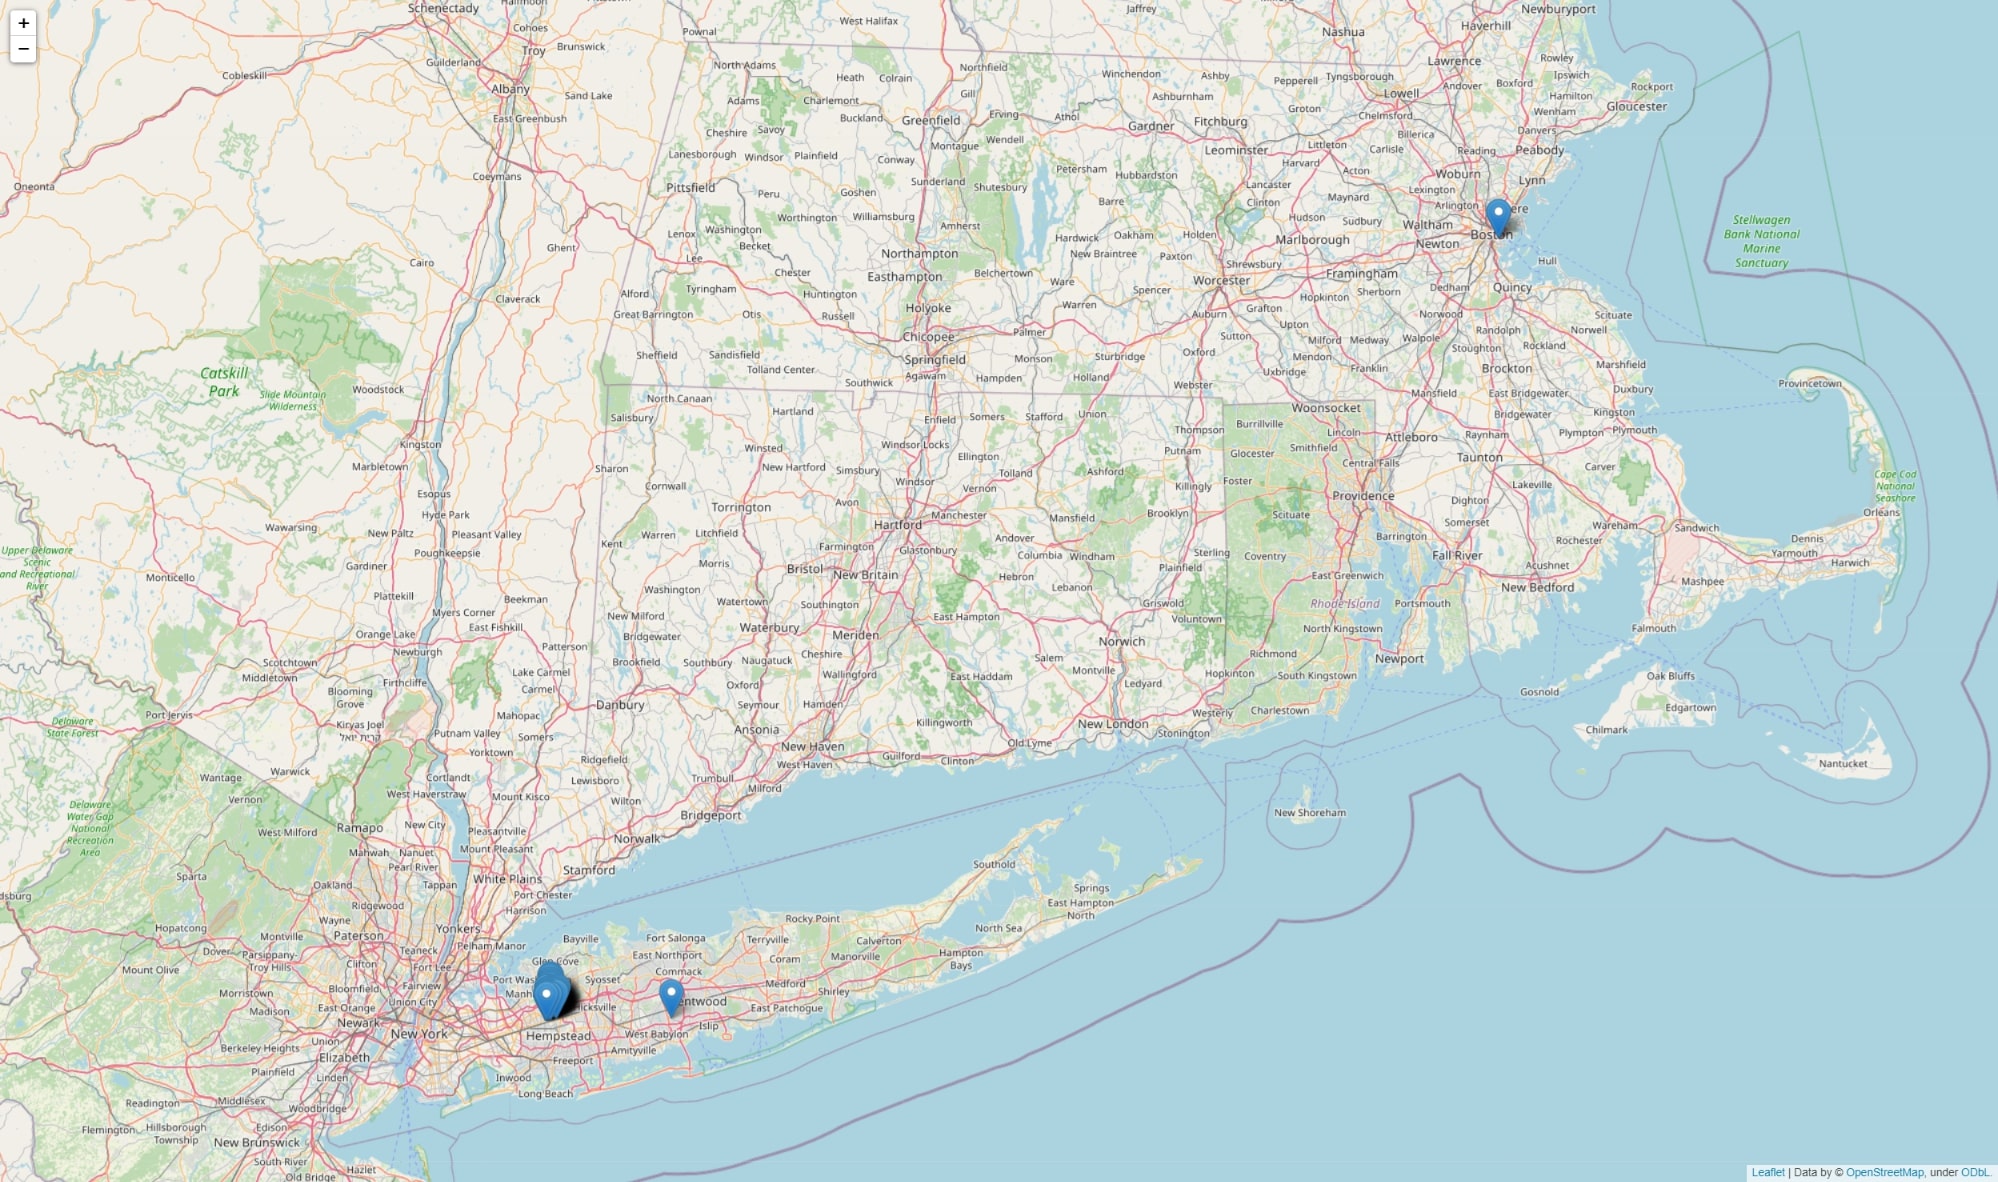 +
−
Schenectady
Halfmoon
Cohoes
Troy
Guilderland
Brunswick
Cobleskill
Albany
Sand Lake
East Greenbush
Oneonta
Coeymans
Ghent
Cairo
Claverack
Catskill
Park
Slide Mountain
Wilderness
Woodstock
Kingston
Marbletown
Esopus
Hyde Park
Wawarsing
New Paltz
Pleasant Valley
Poughkeepsie
Gardiner
Monticello
Plattekill
Upper Delaware
Scenic
and Recreational
River
Myers Corner
Beekman
Orange Lake
East Fishkill
Newburgh
Patterson
Scotchtown
Middletown
Lake Carmel
Firthcliffe
Carmel
Blooming
Grove
Port Jervis
Mahopac
Kiryas Joel
קרית יואל
Putnam Valley
Somers
Delaware
State Forest
Yorktown
Warwick
Wantage
Cortlandt
West Haverstraw
Mount Kisco
Vernon
Delaware
Water Gap
National
Recreation
Area
West Milford
Ramapo
New City
Pleasantville
Mahwah
Nanuet
Mount Pleasant
Pearl River
Sparta
Oakland
Tappan
White Plains
Port Chester
Harrison
dsburg
Ridgewood
Wayne
Hopatcong
Paterson
Yonkers
Montville
Teaneck
Pelham Manor
Dover
Parsippany-
Troy Hills
Clifton
Fort Lee
Mount Olive
Fairview
Bloomfield
Morristown
Union City
East Orange
Madison
Newark
New York
Union
Berkeley Heights
Elizabeth
Plainfield
Linden
Readington
Middlesex
Woodbridge
Flemington
Hillsborough
Township
Edison
New Brunswick
South River
Hazlet
Old Bridge
Pownal
West Halifax
Jaffrey
Nashua
Haverhill
Newburyport
North Adams
Heath
Colrain
Northfield
Winchendon
Ashby
Pepperell
Tyngsborough
Lawrence
Rowley
Ipswich
Rockport
Adams
Charlemont
Gill
Ashburnham
Groton
Lowell
Andover
Boxford
Hamilton
Gloucester
Buckland
Greenfield
Erving
Athol
Gardner
Fitchburg
Chelmsford
Wenham
Cheshire
Savoy
Wendell
Billerica
Danvers
Lanesborough
Windsor
Plainfield
Conway
Montague
Leominster
Littleton
Carlisle
Reading
Peabody
Harvard
Petersham
Hubbardston
Acton
Woburn
Lynn
Pittsfield
Peru
Goshen
Sunderland
Shutesbury
Lancaster
Lexington
Barre
Clinton
Maynard
Arlington
ere
Worthington
Williamsburg
Hudson
Sudbury
Waltham
Boston
Lenox
Washington
Amherst
Hardwick
Oakham
Holden
Marlborough
Newton
Becket
Northampton
New Braintree
Paxton
Lee
Chester
Easthampton
Belchertown
Shrewsbury
Framingham
Hull
Tyringham
Huntington
Ware
Spencer
Worcester
Sherborn
Dedham
Quincy
Alford
Hopkinton
Great Barrington
Otis
Russell
Holyoke
Warren
Auburn
Grafton
Norwood
Scituate
Chicopee
Palmer
Sutton
Upton
Milford
Medway
Walpole
Randolph
Norwell
Sheffield
Sandisfield
Springfield
Monson
Sturbridge
Oxford
Mendon
Stoughton
Rockland
Tolland Center
Agawam
Uxbridge
Franklin
Brockton
Marshfield
Southwick
Hampden
Holland
Webster
Mansfield
East Bridgewater
Duxbury
Provincetown
Stellwagen
Bank National
Marine
Sanctuary
North Canaan
Salisbury
Hartland
Enfield
Somers
Stafford
Union
Woonsocket
Bridgewater
Kingston
Thompson
Burrillville
Lincoln
Attleboro
Raynham
Plympton
Plymouth
Winsted
Windsor Locks
Putnam
Smithfield
Sharon
New Hartford
Simsbury
Ellington
Tolland
Ashford
Glocester
Central Falls
Taunton
Carver
Cornwall
Windsor
Vernon
Killingly
Foster
Providence
Dighton
Lakeville
Cape Cod
National
Seashore
Torrington
Avon
Manchester
Mansfield
Brooklyn
Scituate
Somerset
Wareham
Sandwich
Orleans
Hartford
Kent
Warren
Litchfield
Andover
Barrington
Rochester
Dennis
Farmington
Glastonbury
Columbia
Windham
Sterling
Coventry
Fall River
Yarmouth
Morris
Bristol
New Britain
Hebron
Plainfield
East Greenwich
Acushnet
Harwich
Washington
Lebanon
New Bedford
Mashpee
Watertown
Southington
Griswold
Rhode Island
Portsmouth
New Milford
East Hampton
Voluntown
Falmouth
Bridgewater
Waterbury
Meriden
Norwich
North Kingstown
Brookfield
Southbury
Naugatuck
Cheshire
Salem
Richmond
Newport
Wallingford
Montville
Hopkinton
South Kingstown
Oxford
East Haddam
Ledyard
Gosnold
Oak Bluffs
Danbury
Seymour
Hamden
Westerly
Charlestown
Edgartown
Ansonia
Killingworth
New London
Stonington
Chilmark
New Haven
Old Lyme
Ridgefield
West Haven
Guilford
Clinton
Nantucket
Lewisboro
Trumbull
Milford
Wilton
Bridgeport
New Shoreham
Norwalk
Stamford
Southold
Springs
East Hampton
North
Rocky Point
North Sea
Bayville
Fort Salonga
Terryville
Calverton
Hampton
Bays
Glen Cove
East Northport
Coram
Manorville
Port Was
Syosset
Commack
Medford
Shirley
Manh
Hicksville
entwood
East Patchogue
Hempstead
West Babylon
Islip
Freeport
Amityville
Inwood
Long Beach
Leaflet | Data by © OpenStreetMap, under ODbL.